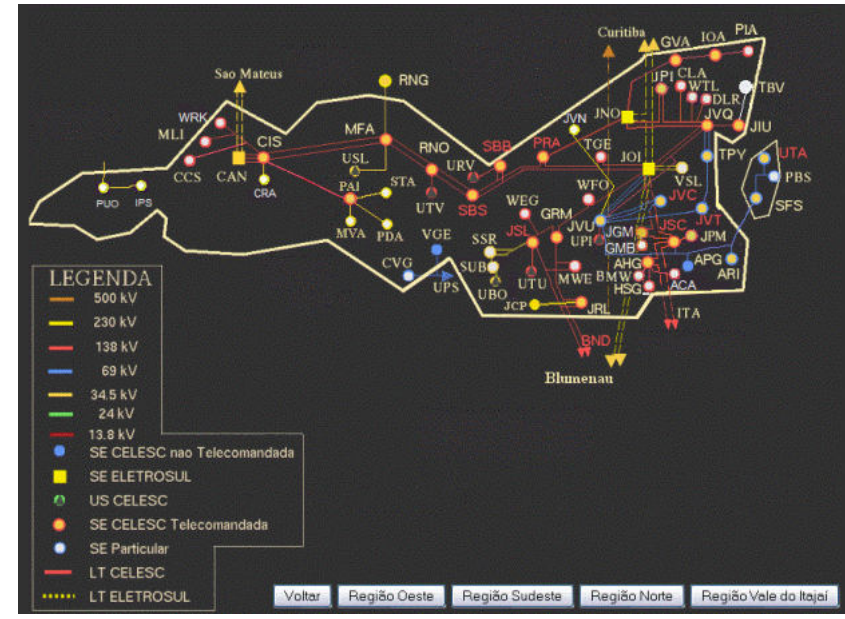 Curitiba
GVA
IOA
PIA
Sao Mateus
RNG
JPI
CLA
WTL
DLR
TBV
WRK
MLI
CIS
MFA
RNO
SBB
PRA
JVN
TGE
JNO
JVQ
JIU
CCS
CAN
CRA
USL
URV
SBS
JOI
VSL
TPY
UTA
PBS
SFS
PUO
IPS
PAJ
STA
UTV
WEG
WFO
JVC
JVT
MVA
PDA
VGE
SSR
JSL
GRM
JVU
UPI
JGM
GMB
JSC
JPM
CVG
UPS
SUB
UBO
UTU
MWE
BMW
AHG
HSG
ACA
APG
ARI
JCP
JRL
ITA
BND
Blumenau
LEGENDA
500 kV
230 kV
138 kV
69 kV
34.5 kV
24 kV
13.8 kV
SE CELESC nao Telecomandada
SE ELETROSUL
US CELESC
SE CELESC Telecomandada
SE Particular
LT CELESC
LT ELETROSUL
Voltar
Região Oeste
Região Sudeste
Região Norte
Região Vale do Itajaí